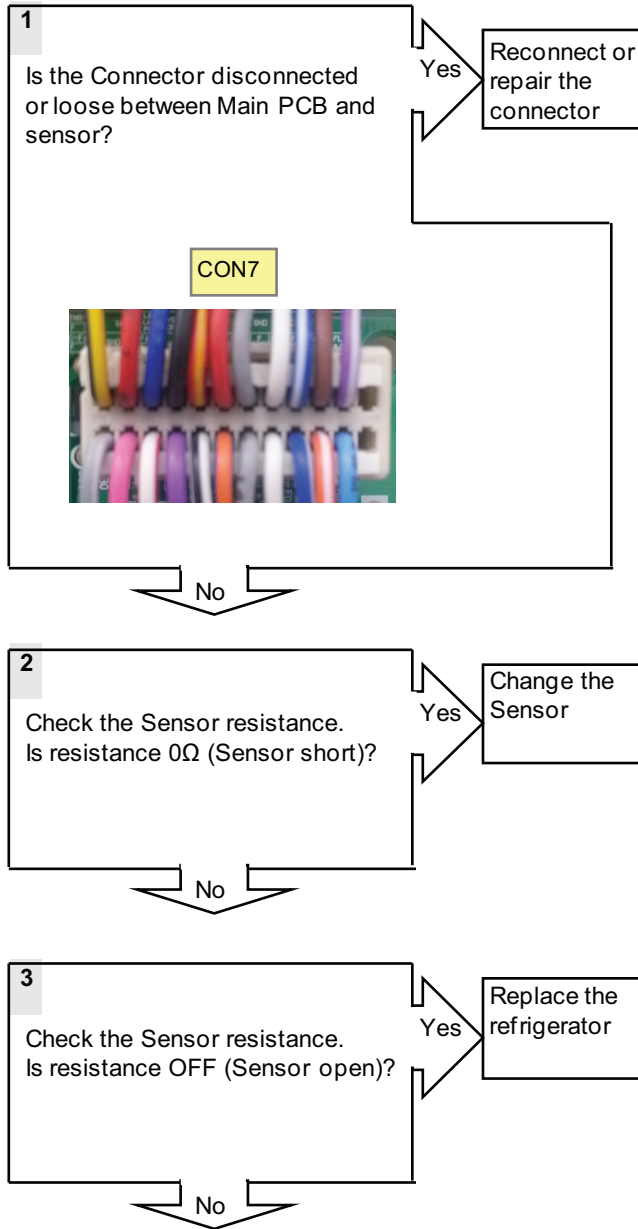 1
Is the Connector disconnected
or loose between Main PCB and
sensor?
Yes
Reconnect or
repair the
connector
CON7
No
2
Check the Sensor resistance.
Is resistance 0Ω (Sensor short)?
Yes
Change the
Sensor
No
3
Check the Sensor resistance.
Is resistance OFF (Sensor open)?
Yes
Replace the
refrigerator
No